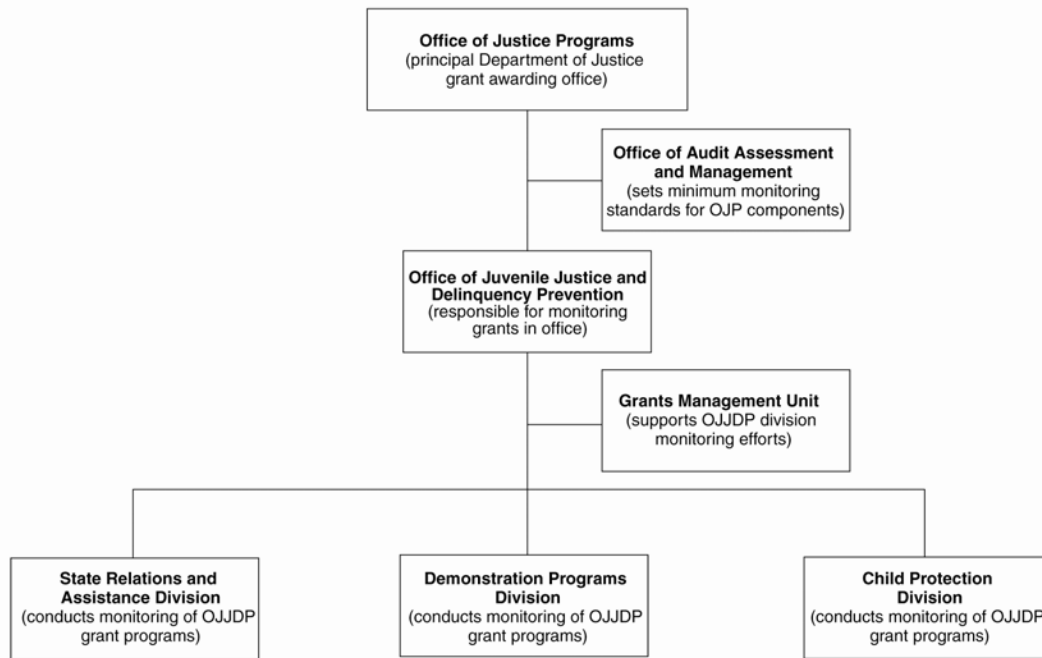 Office of Justice Programs
(principal Department of Justice
grant awarding office)
Office of Audit Assessment
and Management
(sets minimum monitoring
standards for OJP components)
Office of Juvenile Justice and
Delinquency Prevention
(responsible for monitoring
grants in office)
Grants Management Unit
(supports OJJDP division
monitoring efforts)
State Relations and
Assistance Division
(conducts monitoring of OJJDP
grant programs)
Demonstration Programs
Division
(conducts monitoring of OJJDP
grant programs)
Child Protection
Division
(conducts monitoring of OJJDP
grant programs)